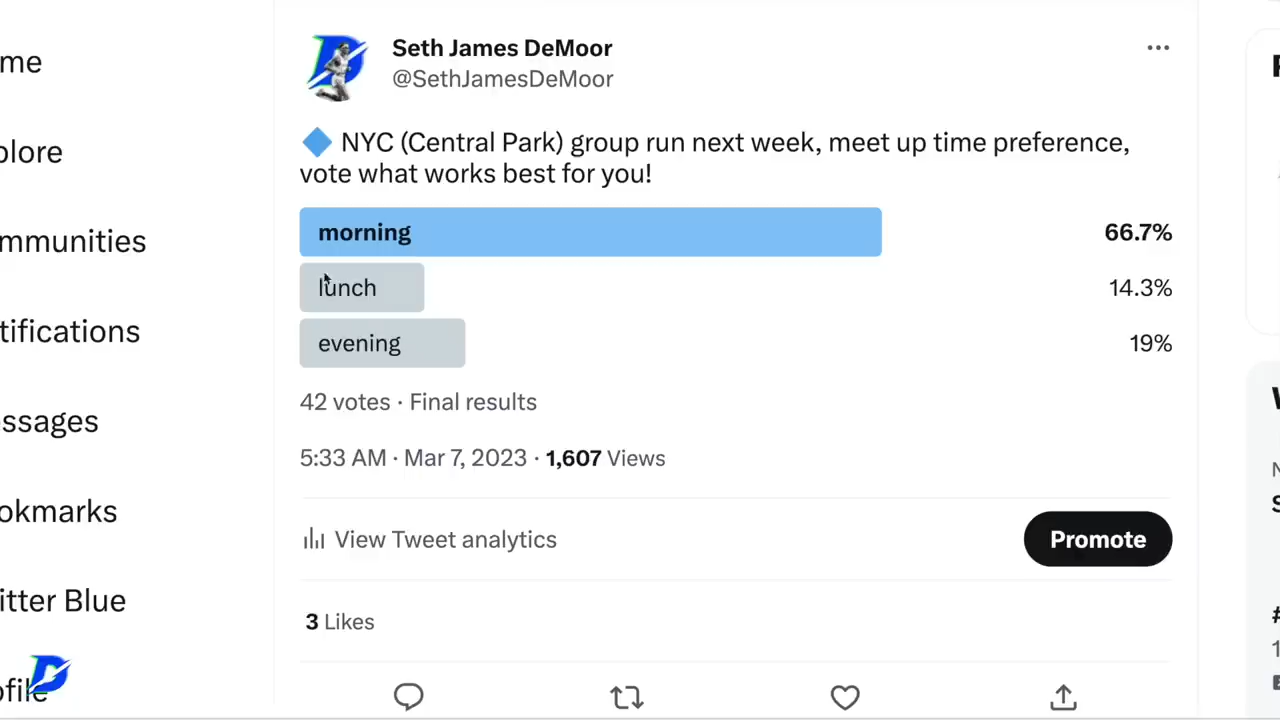 Seth James DeMoor
@SethJamesDeMoor
NYC (Central Park) group run next week, meet up time preference,
vote what works best for you!
morning 66.7%
lunch 14.3%
evening 19%
42 votes · Final results
5:33 AM · Mar 7, 2023 · 1,607 Views
View Tweet analytics
Promote
3 Likes
me
plore
mmunities
tifications
ssages
okmarks
itter Blue
ofile